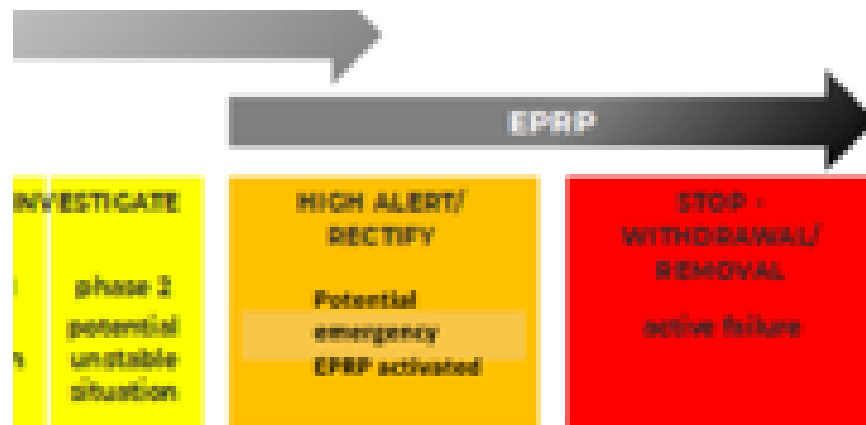 EPRP
INVESTIGATE
phase 2
potential
unstable
situation
HIGH ALERT/
RECTIFY
Potential
emergency
EPRP activated
STOP -
WITHDRAWAL/
REMOVAL
active failure